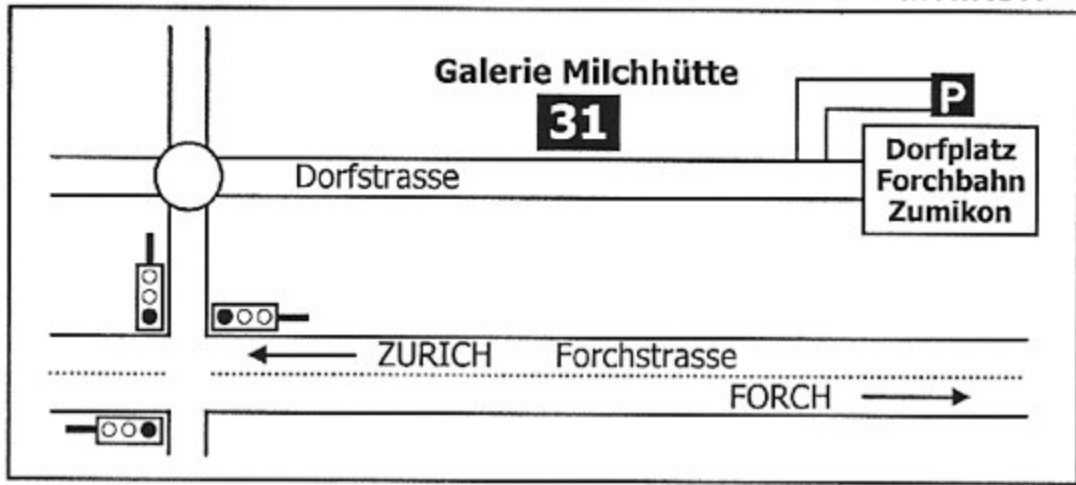 Galerie Milchhütte
31
P
Dorfplatz
Forchbahn
Zumikon
Dorfstrasse
ZURICH Forchstrasse
FORCH